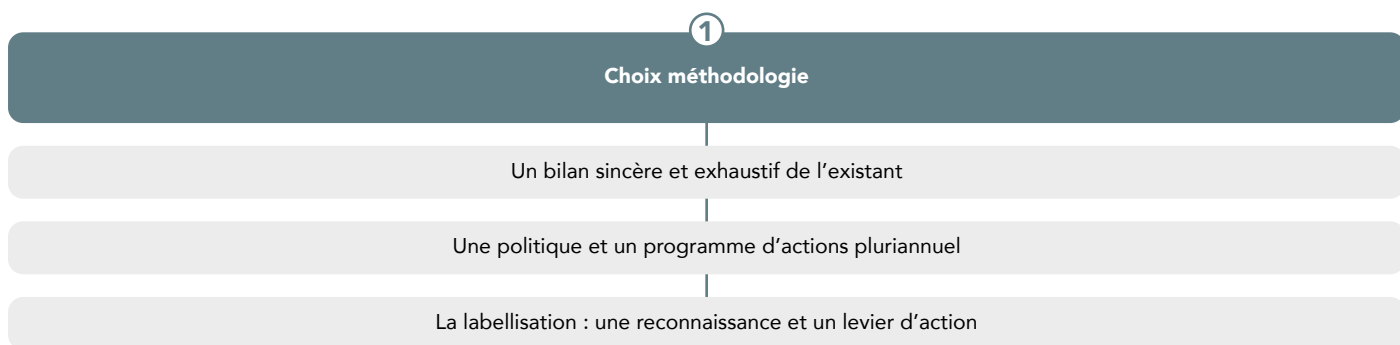 1
Choix méthodologie
Un bilan sincère et exhaustif de l’existant
Une politique et un programme d’actions pluriannuel
La labellisation : une reconnaissance et un levier d’action